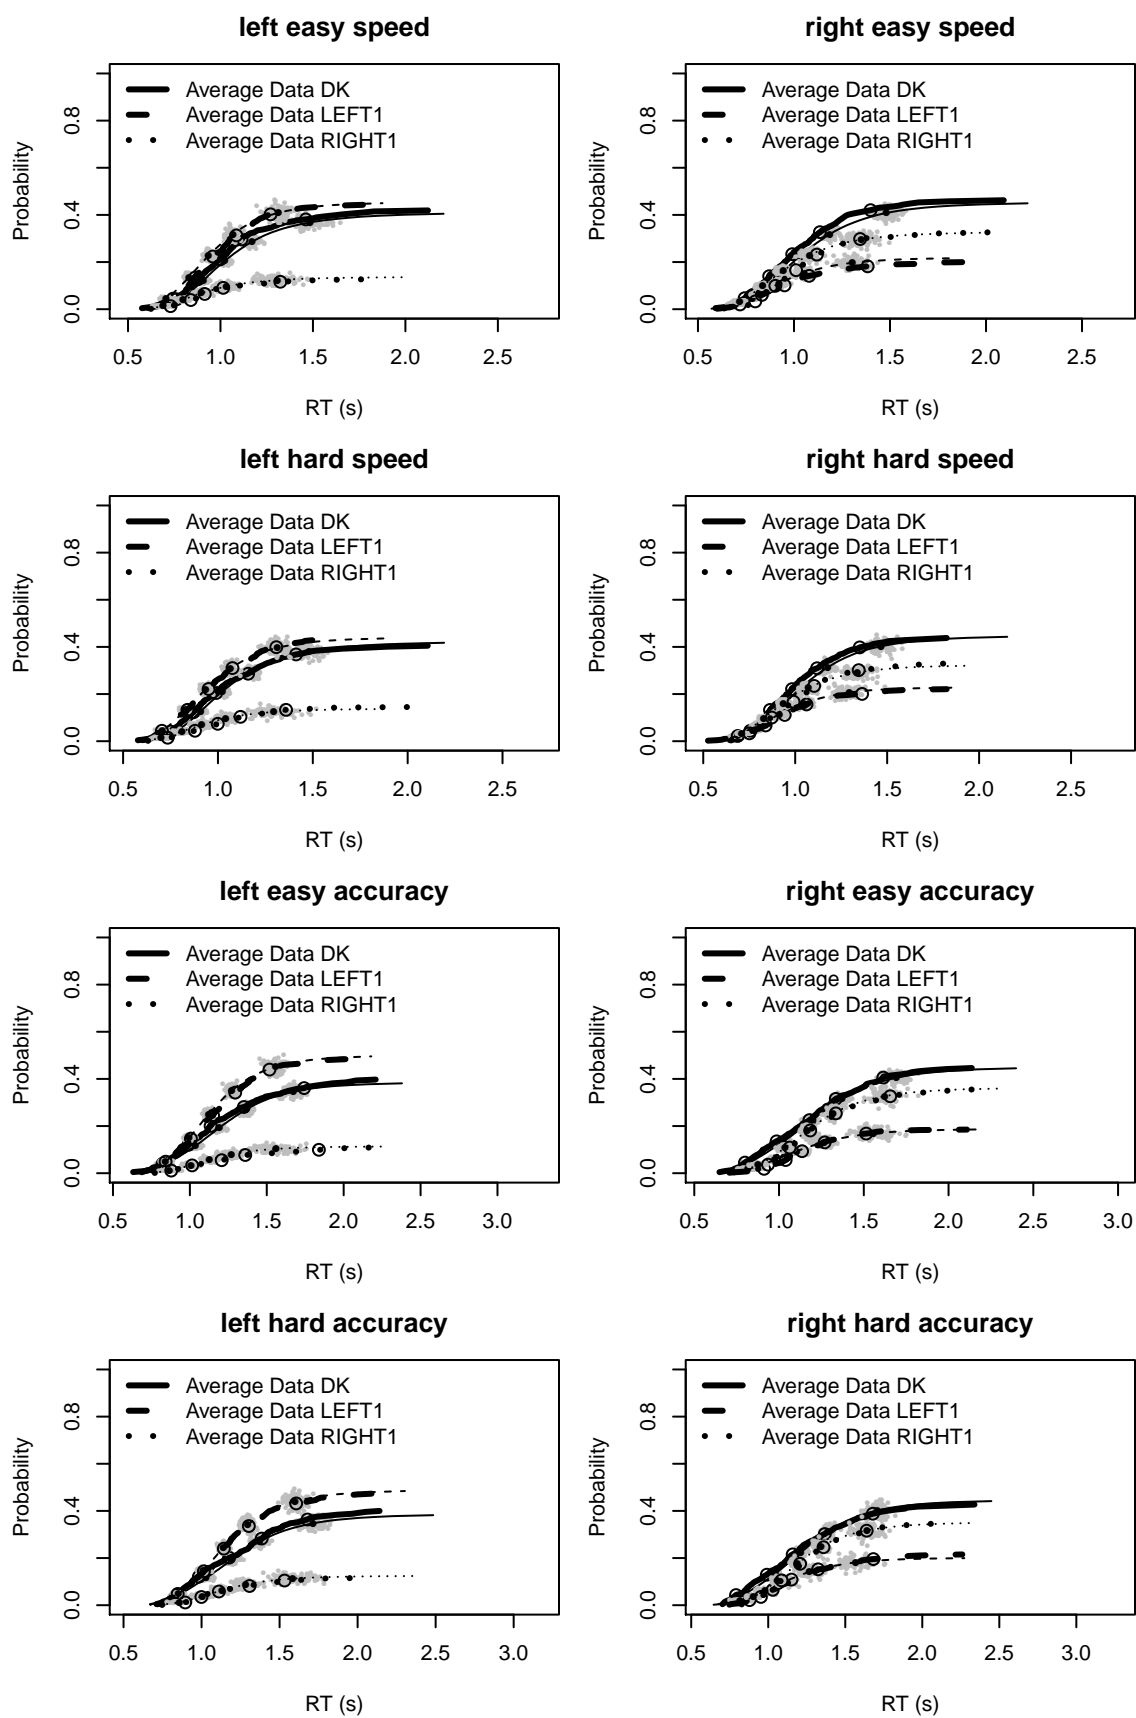 left easy speed
Probability
0.0 0.4 0.8
Average Data DK
Average Data LEFT1
Average Data RIGHT1
0.5 1.0 1.5 2.0 2.5
RT (s)
right easy speed
Probability
0.0 0.4 0.8
Average Data DK
Average Data LEFT1
Average Data RIGHT1
0.5 1.0 1.5 2.0 2.5
RT (s)
left hard speed
Probability
0.0 0.4 0.8
Average Data DK
Average Data LEFT1
Average Data RIGHT1
0.5 1.0 1.5 2.0 2.5
RT (s)
right hard speed
Probability
0.0 0.4 0.8
Average Data DK
Average Data LEFT1
Average Data RIGHT1
0.5 1.0 1.5 2.0 2.5
RT (s)
left easy accuracy
Probability
0.0 0.4 0.8
Average Data DK
Average Data LEFT1
Average Data RIGHT1
0.5 1.0 1.5 2.0 2.5 3.0
RT (s)
right easy accuracy
Probability
0.0 0.4 0.8
Average Data DK
Average Data LEFT1
Average Data RIGHT1
0.5 1.0 1.5 2.0 2.5 3.0
RT (s)
left hard accuracy
Probability
0.0 0.4 0.8
Average Data DK
Average Data LEFT1
Average Data RIGHT1
0.5 1.0 1.5 2.0 2.5 3.0
RT (s)
right hard accuracy
Probability
0.0 0.4 0.8
Average Data DK
Average Data LEFT1
Average Data RIGHT1
0.5 1.0 1.5 2.0 2.5 3.0
RT (s)